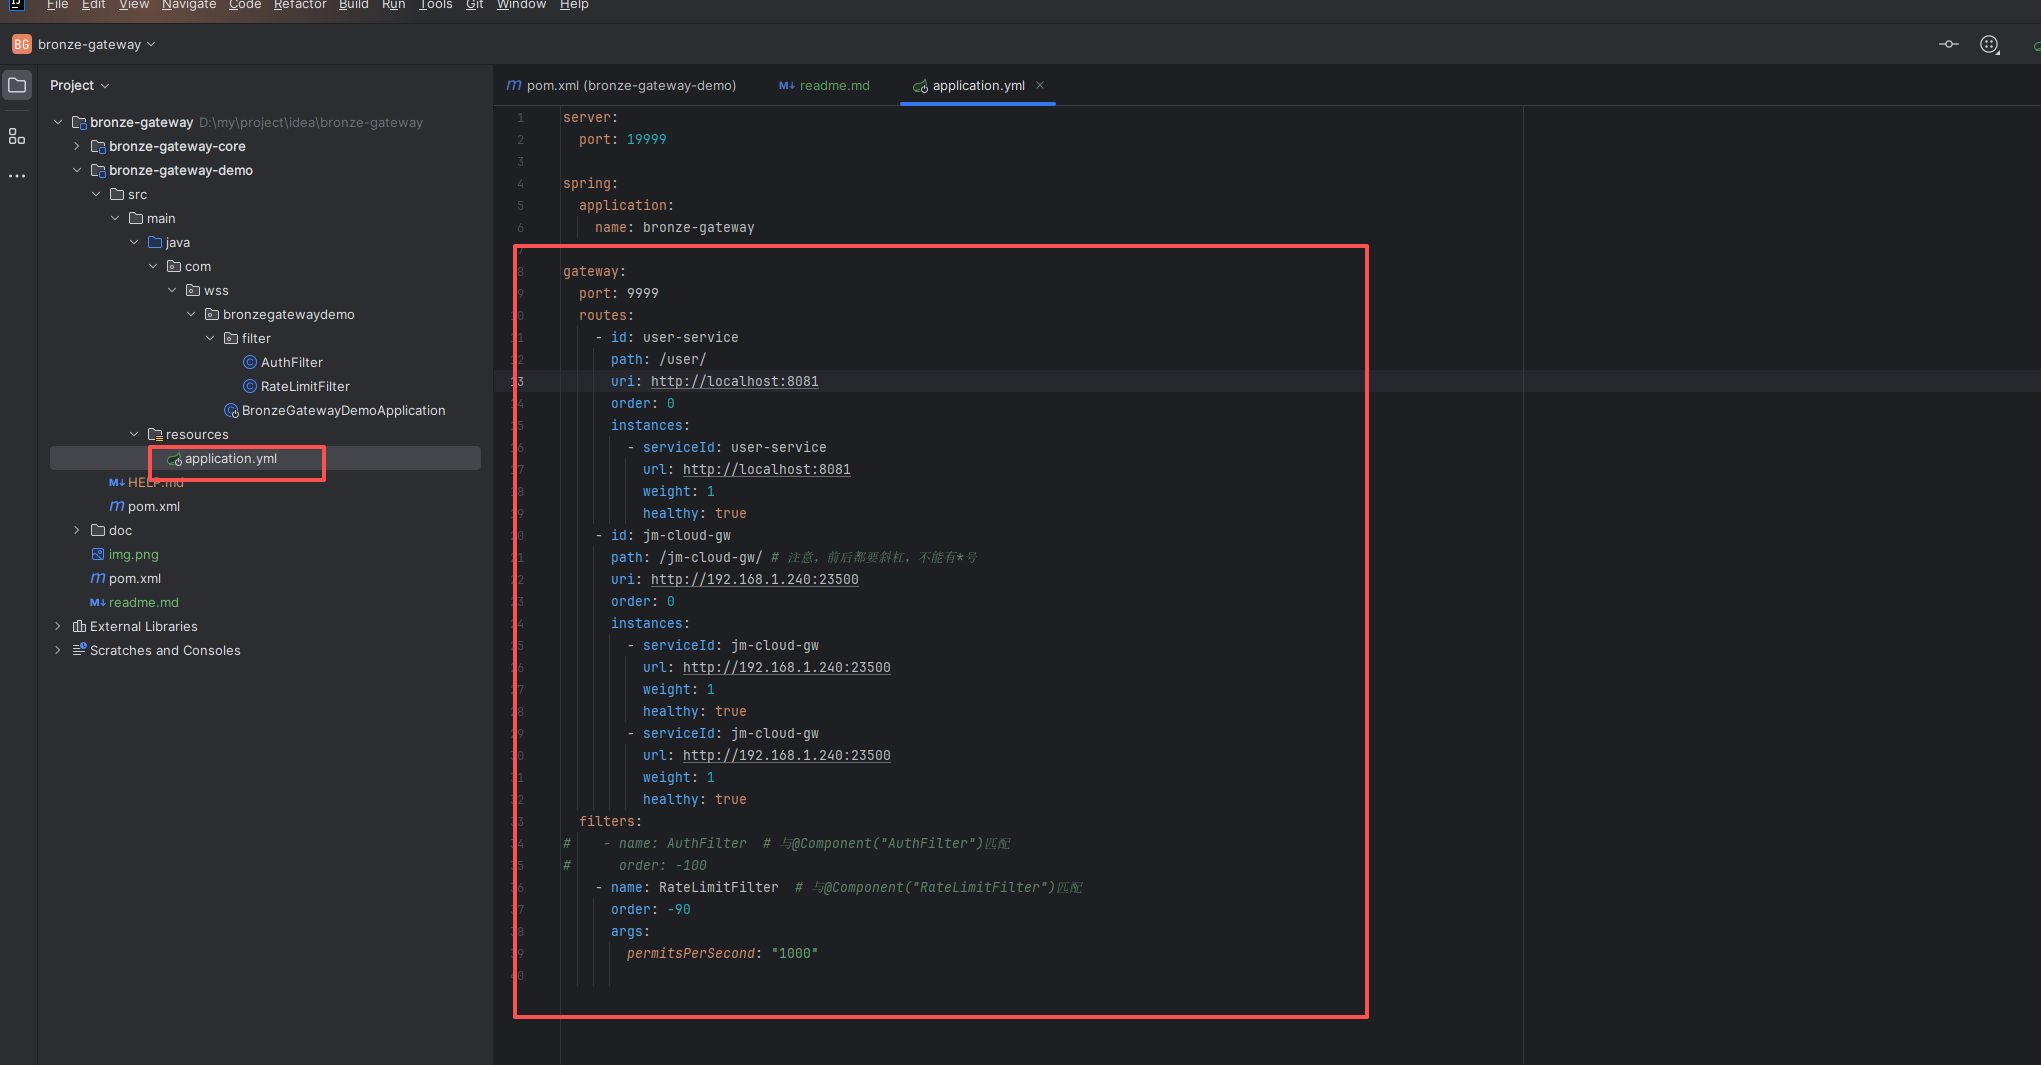 File Edit View Navigate Code Refactor Build Run Tools Git Window Help
BG bronze-gateway
Project
pom.xml (bronze-gateway-demo) readme.md application.yml
bronze-gateway D:\my\project\idea\bronze-gateway
bronze-gateway-core
bronze-gateway-demo
src
main
java
com
wss
bronzegatewaydemo
filter
AuthFilter
RateLimitFilter
BronzeGatewayDemoApplication
resources
application.yml
HELP.md
pom.xml
doc
img.png
pom.xml
readme.md
External Libraries
Scratches and Consoles
1 server:
2 port: 19999
3
4 spring:
5 application:
6 name: bronze-gateway
7
8 gateway:
9 port: 9999
10 routes:
11 - id: user-service
12 path: /user/
13 uri: http://localhost:8081
14 order: 0
15 instances:
16 - serviceId: user-service
17 url: http://localhost:8081
18 weight: 1
19 healthy: true
20 - id: jm-cloud-gw
21 path: /jm-cloud-gw/ # 注意，前后都要斜杠，不能有*号
22 uri: http://192.168.1.240:23500
23 order: 0
24 instances:
25 - serviceId: jm-cloud-gw
26 url: http://192.168.1.240:23500
27 weight: 1
28 healthy: true
29 - serviceId: jm-cloud-gw
30 url: http://192.168.1.240:23500
31 weight: 1
32 healthy: true
33 filters:
34 # - name: AuthFilter # 与@Component("AuthFilter")匹配
35 # order: -100
36 - name: RateLimitFilter # 与@Component("RateLimitFilter")匹配
37 order: -90
38 args:
39 permitsPerSecond: "1000"
40